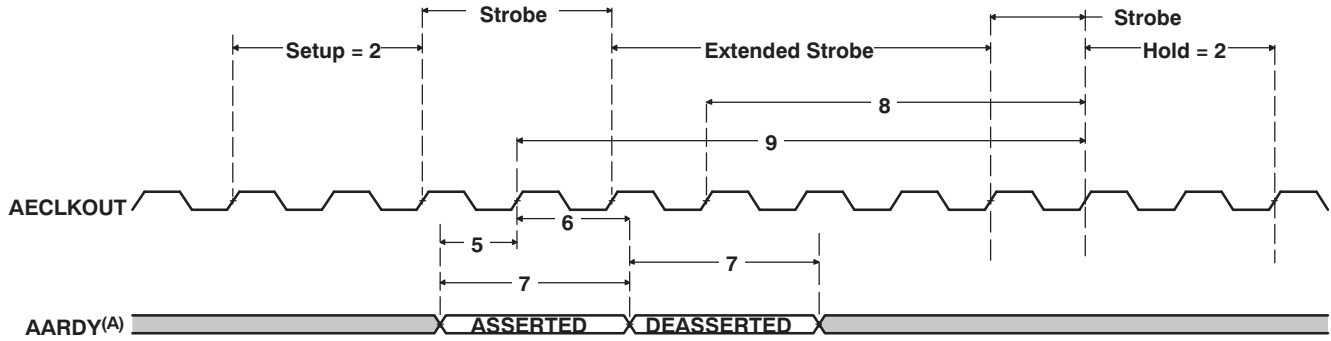 Strobe
Strobe
Setup = 2
Extended Strobe
Hold = 2
8
9
AECLKOUT
6
5
7
7
AARDY(A)
ASSERTED
DEASSERTED